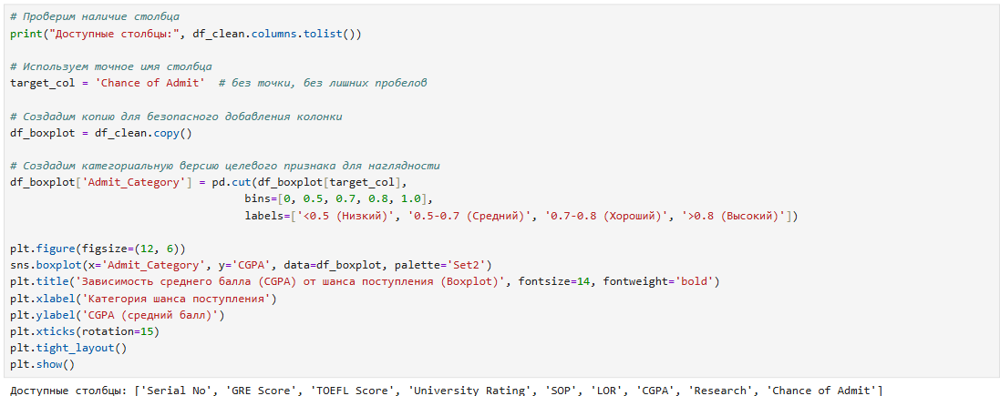 # Проверим наличие столбца
print("Доступные столбцы:", df_clean.columns.tolist())
# Используем точное имя столбца
target_col = 'Chance of Admit'  # без точки, без лишних пробелов
# Создадим копию для безопасного добавления колонки
df_boxplot = df_clean.copy()
# Создадим категориальную версию целевого признака для наглядности
df_boxplot['Admit_Category'] = pd.cut(df_boxplot[target_col],
                                  bins=[0, 0.5, 0.7, 0.8, 1.0],
                                  labels=['<0.5 (Низкий)', '0.5-0.7 (Средний)', '0.7-0.8 (Хороший)', '>0.8 (Высокий)'])
plt.figure(figsize=(12, 6))
sns.boxplot(x='Admit_Category', y='CGPA', data=df_boxplot, palette='Set2')
plt.title('Зависимость среднего балла (CGPA) от шанса поступления (Boxplot)', fontsize=14, fontweight='bold')
plt.xlabel('Категория шанса поступления')
plt.ylabel('CGPA (средний балл)')
plt.xticks(rotation=15)
plt.tight_layout()
plt.show()
Доступные столбцы: ['Serial No', 'GRE Score', 'TOEFL Score', 'University Rating', 'SOP', 'LOR', 'CGPA', 'Research', 'Chance of Admit']